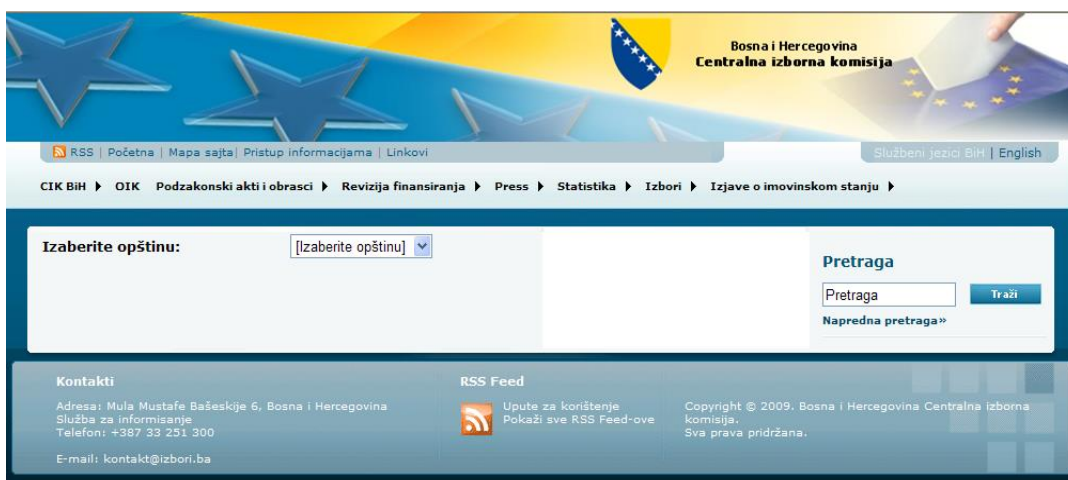 Bosna i Hercegovina
Centralna izborna komisija
RSS | Početna | Mapa sajta| Pristup informacijama | Linkovi
Službeni jezici BiH | English
CIK BiH OIK Podzakonski akti i obrasci Revizija finansiranja Press Statistika Izbori Izjave o imovinskom stanju
Izaberite opštinu: [Izaberite opštinu]
Pretraga
Pretraga Traži
Napredna pretraga»
Kontakti
Adresa: Mula Mustafe Bašeskije 6, Bosna i Hercegovina
Služba za informisanje
Telefon: +387 33 251 300
E-mail: kontakt@izbori.ba
RSS Feed
Upute za korištenje
Pokaži sve RSS Feed-ove
Copyright © 2009. Bosna i Hercegovina Centralna izborna
komisija.
Sva prava pridržana.